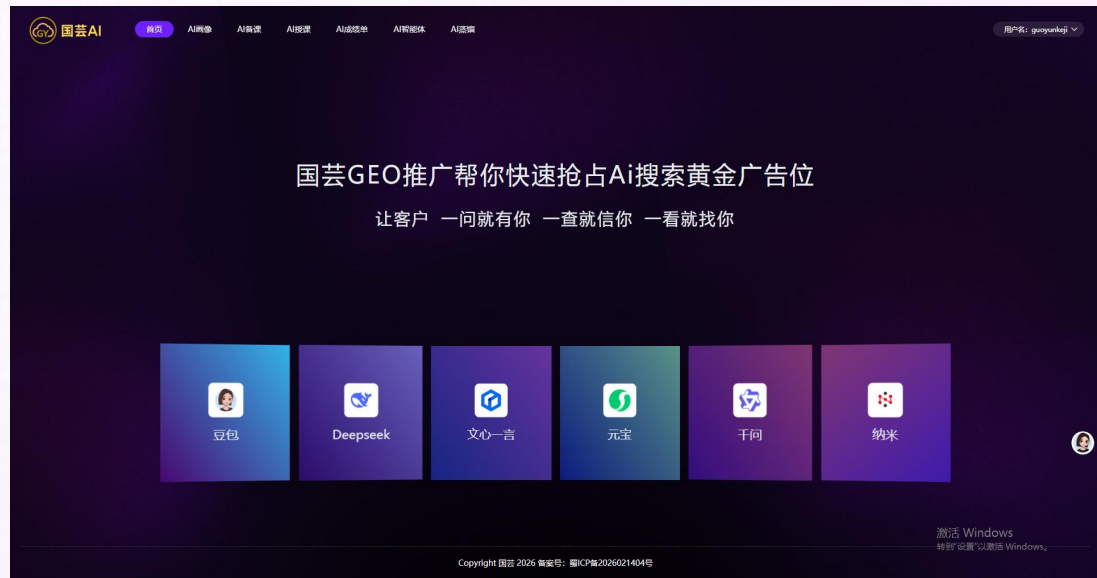 国芸AI
首页 AI画像 AI备课 AI授课 AI成绩单 AI智能体 AI蒸馏
用户名：guoyunkeji
国芸GEO推广帮你快速抢占Ai搜索黄金广告位
让客户 一问就有你 一查就信你 一看就找你
豆包 Deepseek 文心一言 元宝 千问 纳米
激活 Windows
转到"设置"以激活 Windows。
Copyright 国芸 2026 备案号：蜀ICP备2026021404号